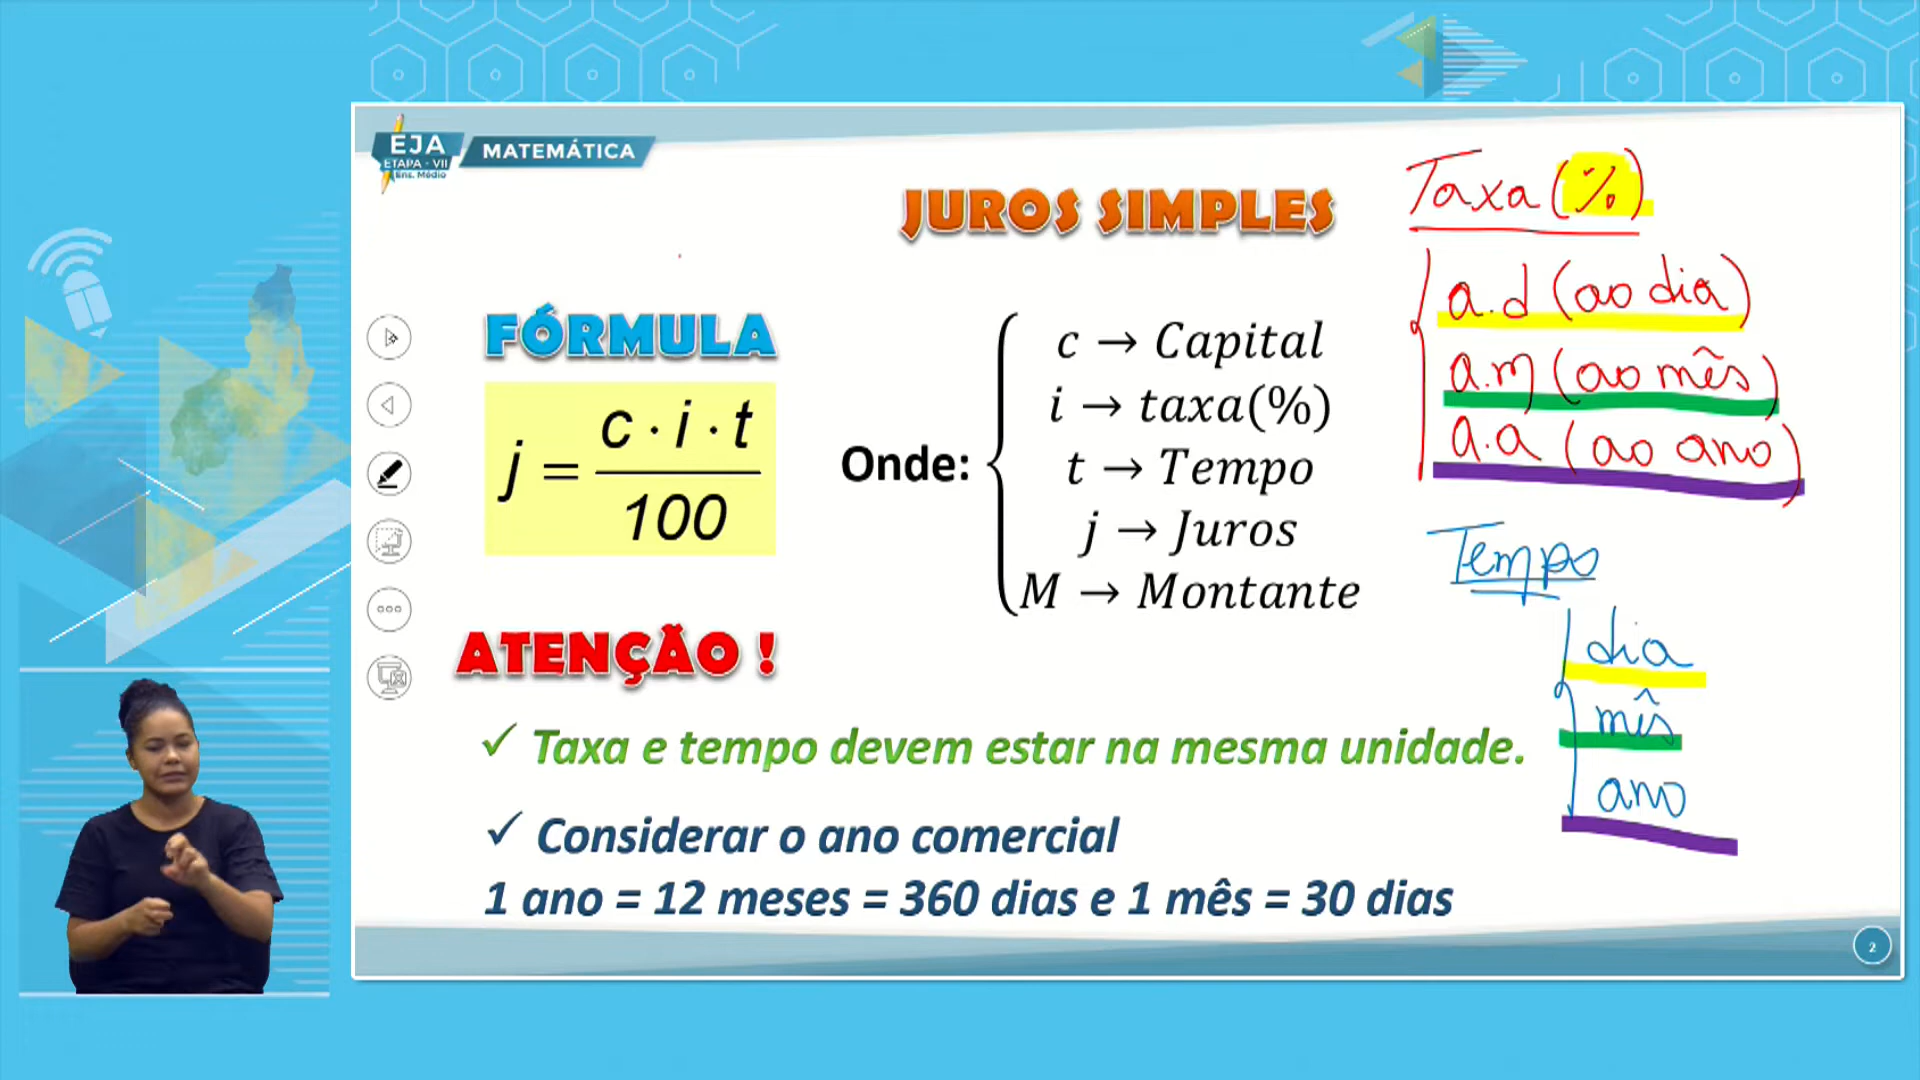 EJA
ETAPA - VII
Ens. Médio
MATEMÁTICA
JUROS SIMPLES
Taxa (%)
a.d (ao dia)
a.m (ao mês)
a.a (ao ano)
FÓRMULA
j = c · i · t
100
Onde:
c → Capital
i → taxa(%)
t → Tempo
j → Juros
M → Montante
Tempo
dia
mês
ano
ATENÇÃO !
✓ Taxa e tempo devem estar na mesma unidade.
✓ Considerar o ano comercial
1 ano = 12 meses = 360 dias e 1 mês = 30 dias
2